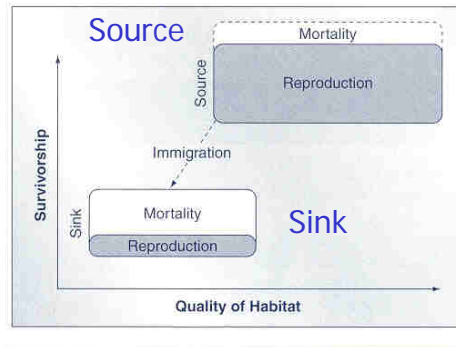 Source
Mortality
Source
Reproduction
Immigration
Survivorship
Sink
Mortality
Sink
Reproduction
Quality of Habitat